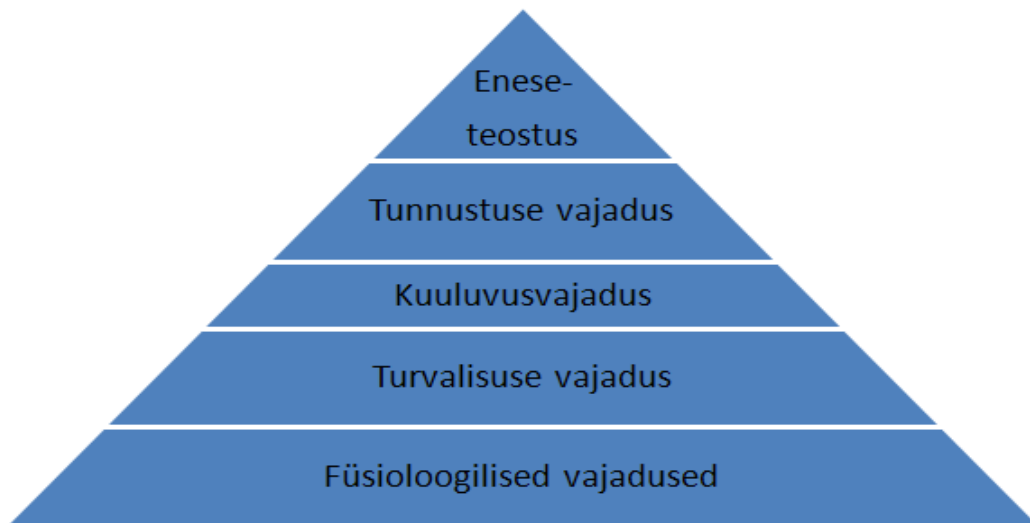 Enese-
teostus
Tunnustuse vajadus
Kuuluvusvajadus
Turvalisuse vajadus
Füsioloogilised vajadused